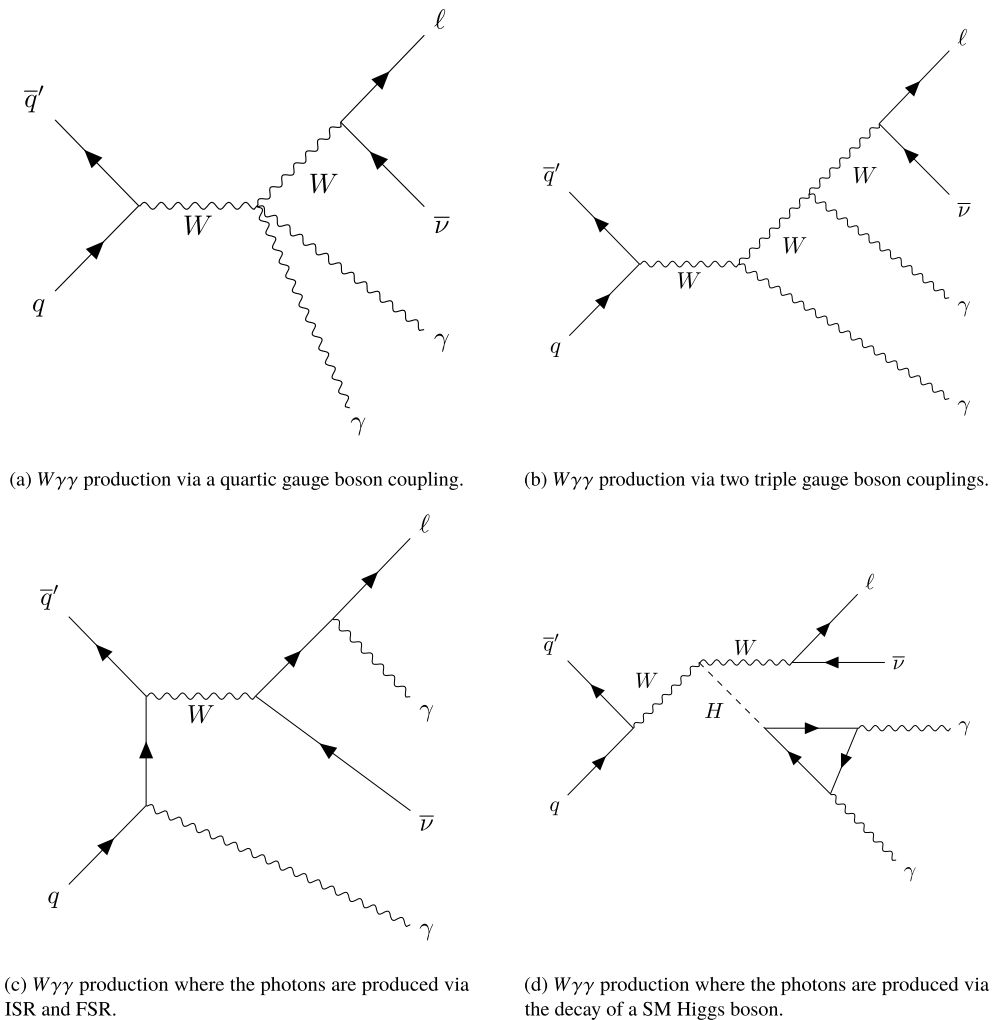 ℓ
q̅′
W
W
ν̅
q
γ
γ
(a) Wγγ production via a quartic gauge boson coupling.
ℓ
q̅′
W
W
W
ν̅
q
γ
γ
(b) Wγγ production via two triple gauge boson couplings.
ℓ
q̅′
W
γ
ν̅
q
γ
(c) Wγγ production where the photons are produced via
ISR and FSR.
ℓ
q̅′
W
W
ν̅
H
γ
q
γ
(d) Wγγ production where the photons are produced via
the decay of a SM Higgs boson.